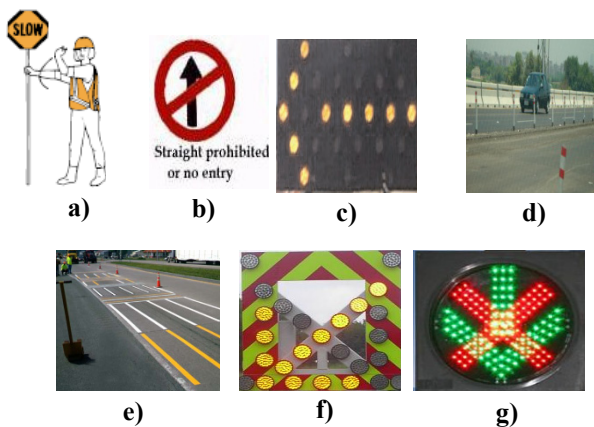 SLOW
Straight prohibited
or no entry
a)
b)
c)
d)
e)
f)
g)